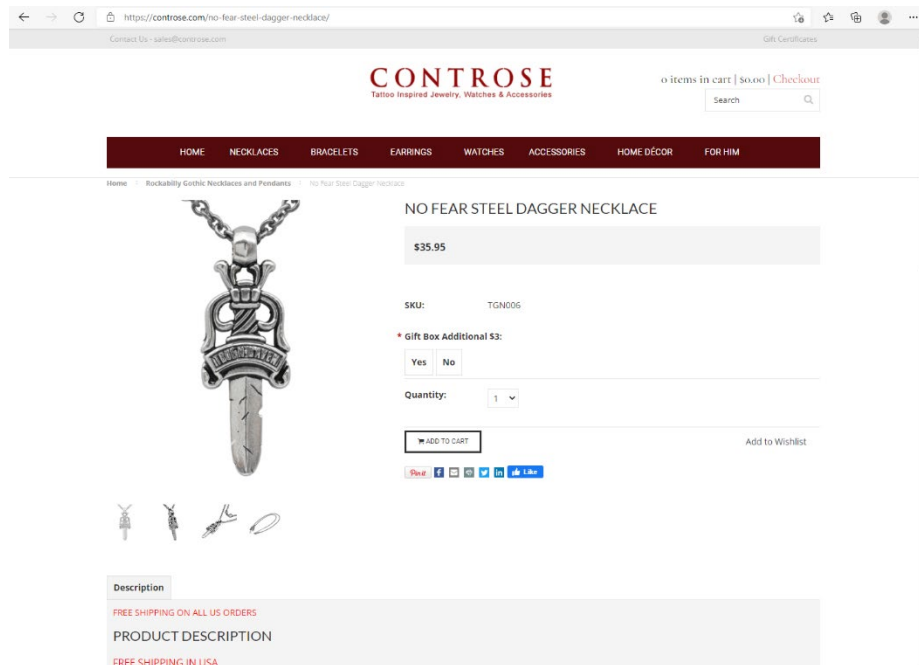 https://controse.com/no-fear-steel-dagger-necklace/
Contact Us - sales@controse.com
Gift Certificates
CONTROSE
Tattoo Inspired Jewelry, Watches & Accessories
0 items in cart | $0.00 | Checkout
Search
HOME NECKLACES BRACELETS EARRINGS WATCHES ACCESSORIES HOME DÉCOR FOR HIM
Home Rockabilly Gothic Necklaces and Pendants No Fear Steel Dagger Necklace
NO FEAR STEEL DAGGER NECKLACE
$35.95
SKU: TGN006
* Gift Box Additional $3:
Yes No
Quantity: 1
ADD TO CART
Add to Wishlist
Pin it
Like
Description
FREE SHIPPING ON ALL US ORDERS
PRODUCT DESCRIPTION
FREE SHIPPING IN USA